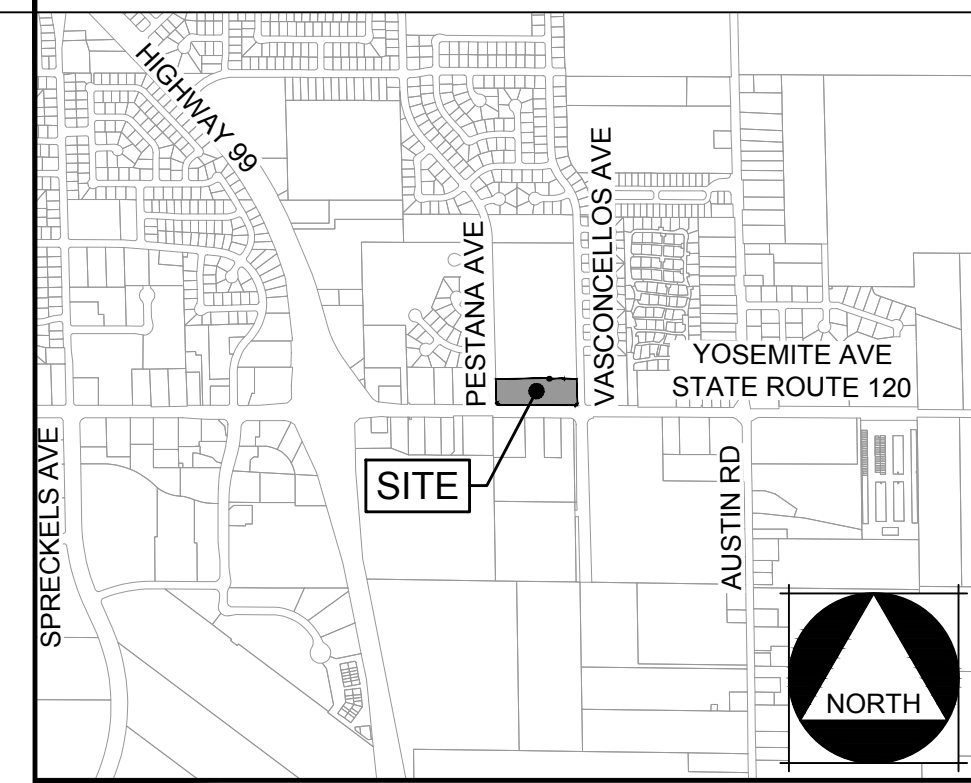 HIGHWAY 99
VASCONCELLOS AVE
PESTANA AVE
YOSEMITE AVE
STATE ROUTE 120
SITE
SPRECKELS AVE
AUSTIN RD
NORTH